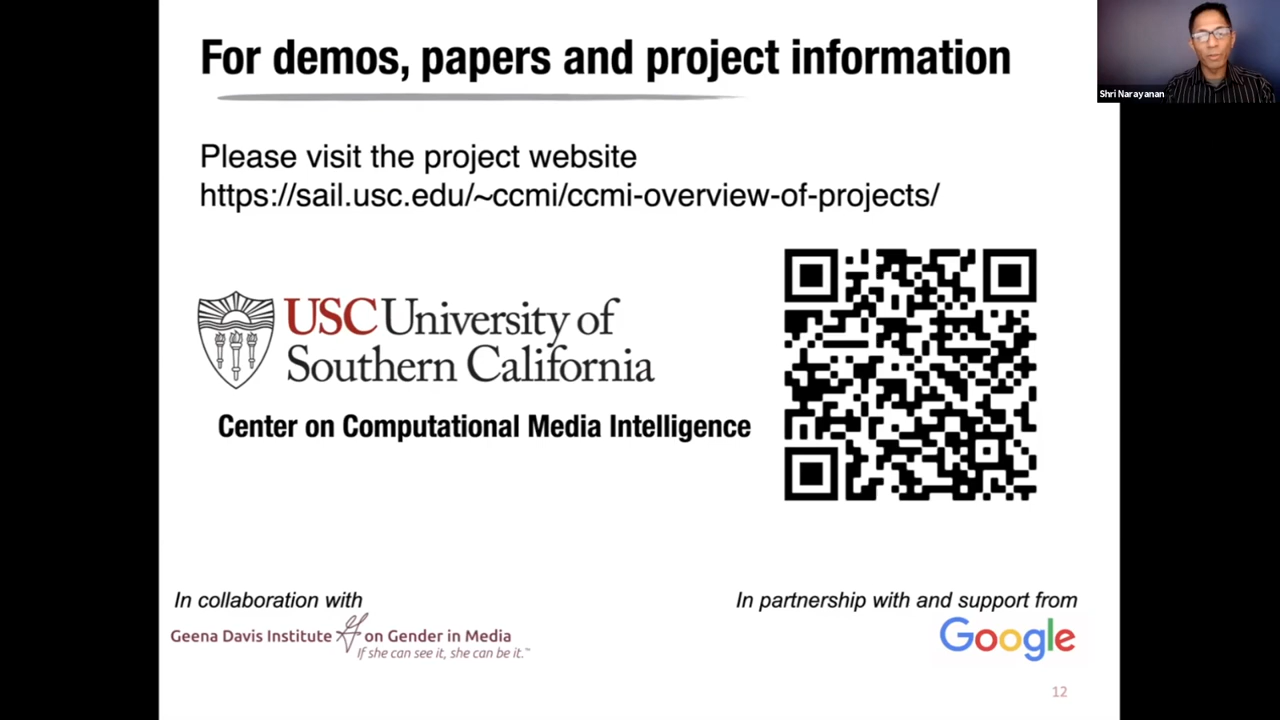 For demos, papers and project information
Shri Narayanan
Please visit the project website
https://sail.usc.edu/~ccmi/ccmi-overview-of-projects/
USC University of
Southern California
Center on Computational Media Intelligence
In collaboration with
Geena Davis Institute on Gender in Media
If she can see it, she can be it.™
In partnership with and support from
Google
12